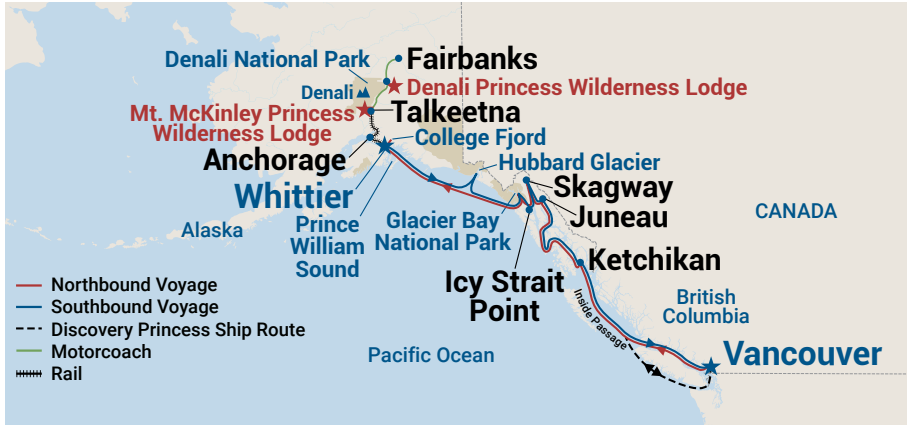 Fairbanks
Denali National Park
Denali
Denali Princess Wilderness Lodge
Mt. McKinley Princess
Wilderness Lodge
Talkeetna
College Fjord
Anchorage
Hubbard Glacier
Whittier
Skagway
Juneau
Prince
William
Sound
Glacier Bay
National Park
CANADA
Alaska
Icy Strait
Point
Ketchikan
Northbound Voyage
Southbound Voyage
Discovery Princess Ship Route
Motorcoach
Rail
Inside Passage
British
Columbia
Pacific Ocean
Vancouver